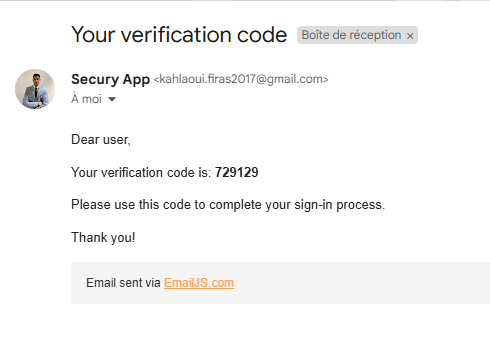 Your verification code Boîte de réception ×
Secury App <kahlaoui.firas2017@gmail.com>
À moi
Dear user,
Your verification code is: 729129
Please use this code to complete your sign-in process.
Thank you!
Email sent via EmailJS.com